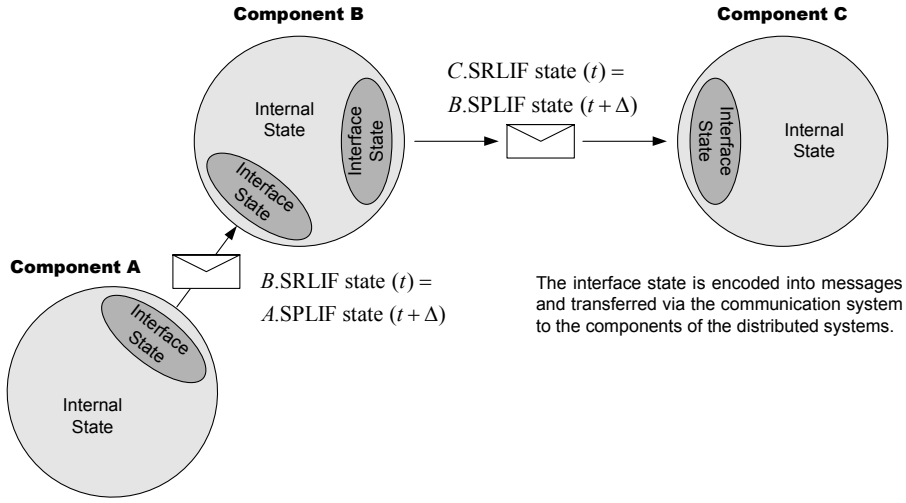 Component B
Component C
C.SRLIF state (t) =
B.SPLIF state (t + Δ)
Internal
State
Interface
State
Interface
State
Interface
State
Internal
State
Component A
B.SRLIF state (t) =
A.SPLIF state (t + Δ)
The interface state is encoded into messages
and transferred via the communication system
to the components of the distributed systems.
Interface
State
Internal
State